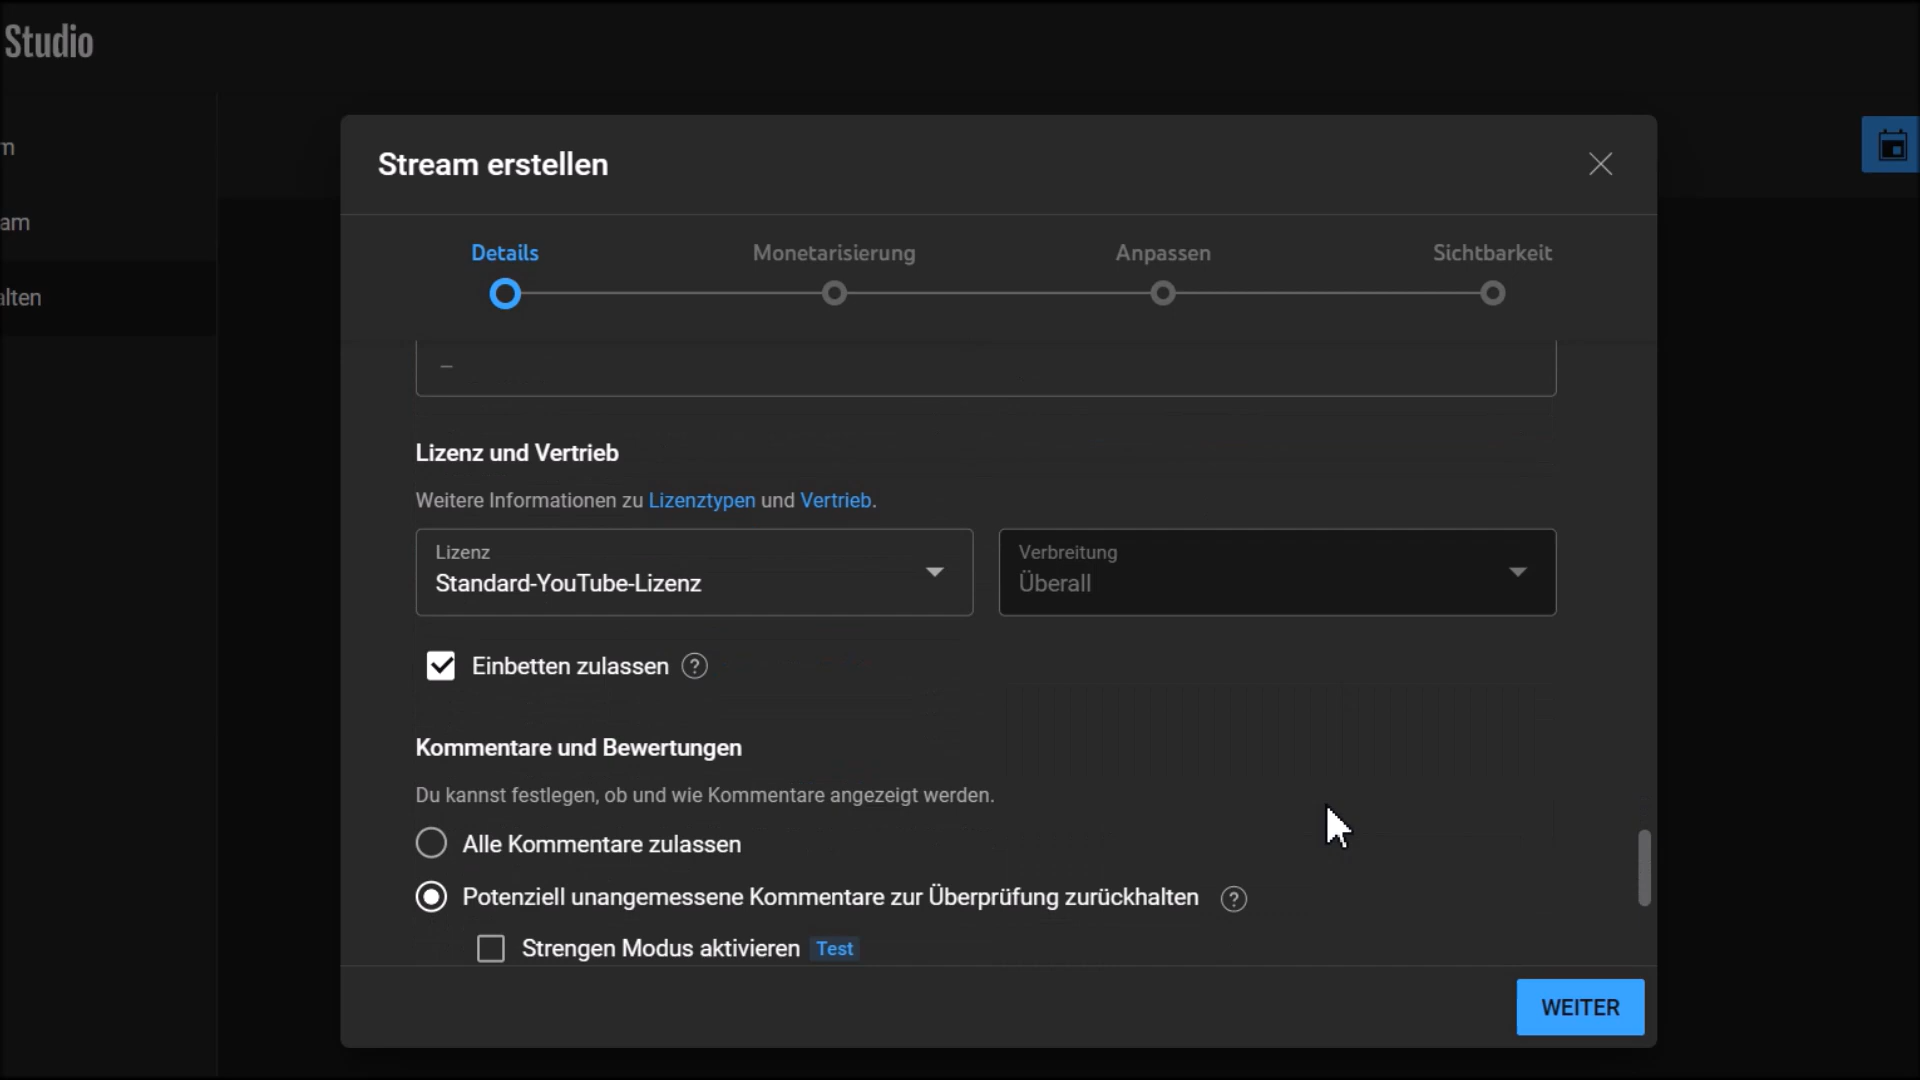 Studio
m
am
alten
Stream erstellen
Details
Monetarisierung
Anpassen
Sichtbarkeit
–
Lizenz und Vertrieb
Weitere Informationen zu Lizenztypen und Vertrieb.
Lizenz
Standard-YouTube-Lizenz
Verbreitung
Überall
Einbetten zulassen ?
Kommentare und Bewertungen
Du kannst festlegen, ob und wie Kommentare angezeigt werden.
Alle Kommentare zulassen
Potenziell unangemessene Kommentare zur Überprüfung zurückhalten ?
Strengen Modus aktivieren Test
WEITER